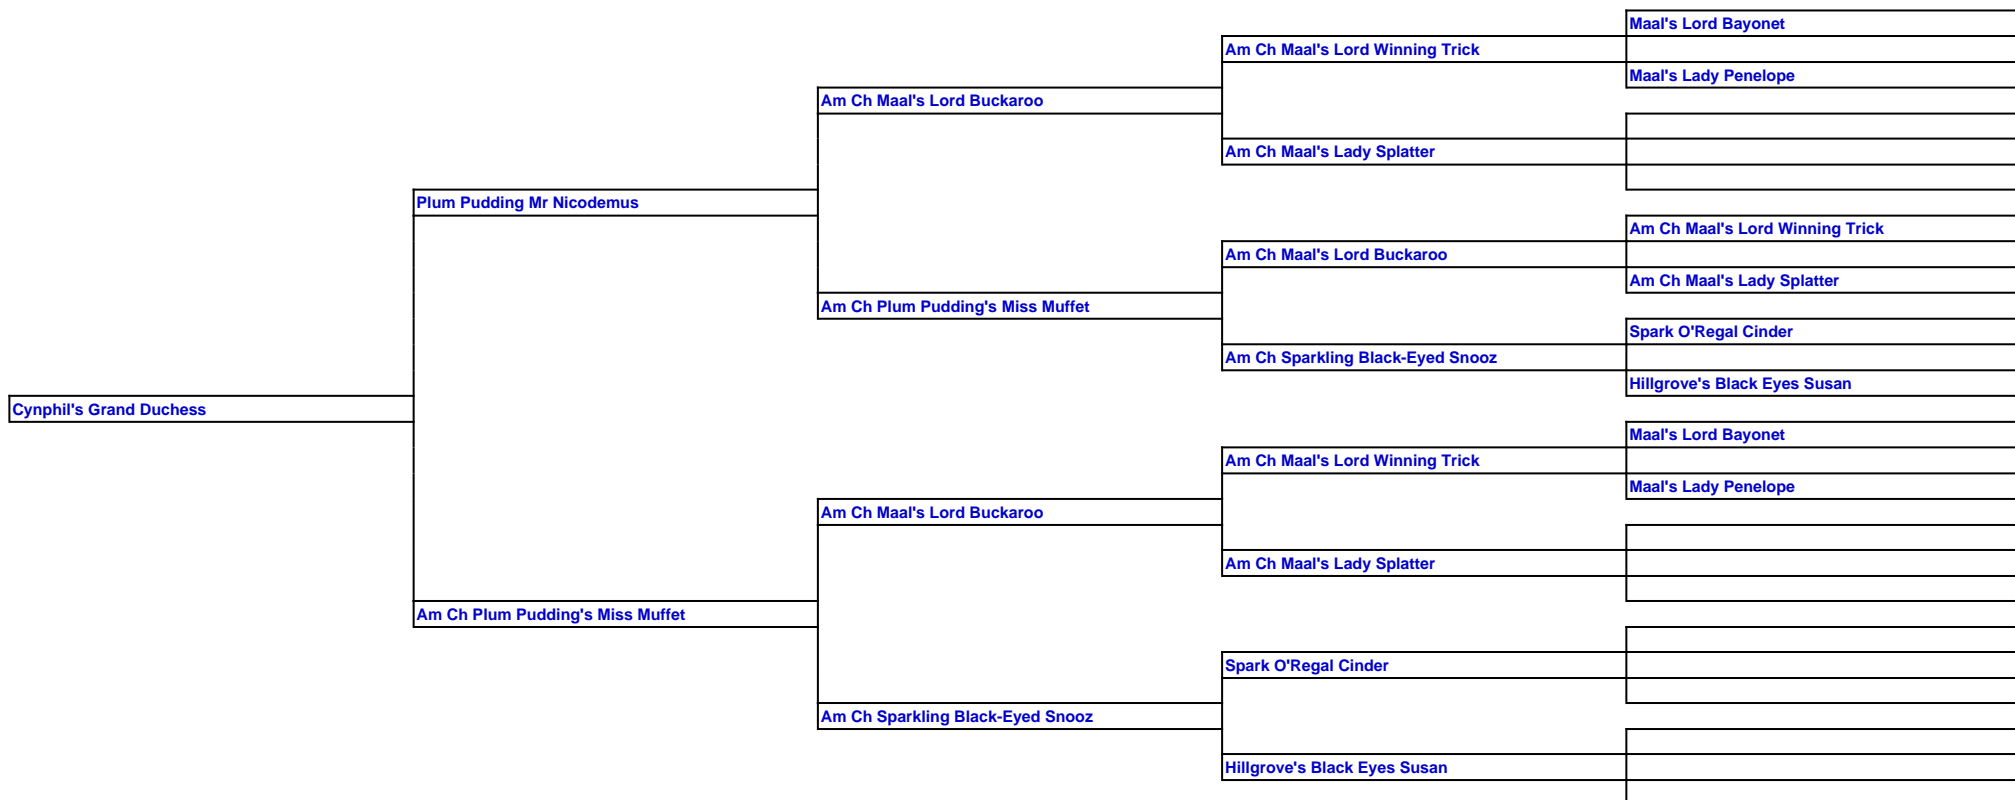 Maal's Lord Bayonet
Am Ch Maal's Lord Winning Trick
Maal's Lady Penelope
Am Ch Maal's Lord Buckaroo
Am Ch Maal's Lady Splatter
Plum Pudding Mr Nicodemus
Am Ch Maal's Lord Winning Trick
Am Ch Maal's Lord Buckaroo
Am Ch Maal's Lady Splatter
Am Ch Plum Pudding's Miss Muffet
Spark O'Regal Cinder
Am Ch Sparkling Black-Eyed Snooz
Hillgrove's Black Eyes Susan
Cynphil's Grand Duchess
Maal's Lord Bayonet
Am Ch Maal's Lord Winning Trick
Maal's Lady Penelope
Am Ch Maal's Lord Buckaroo
Am Ch Maal's Lady Splatter
Am Ch Plum Pudding's Miss Muffet
Spark O'Regal Cinder
Am Ch Sparkling Black-Eyed Snooz
Hillgrove's Black Eyes Susan